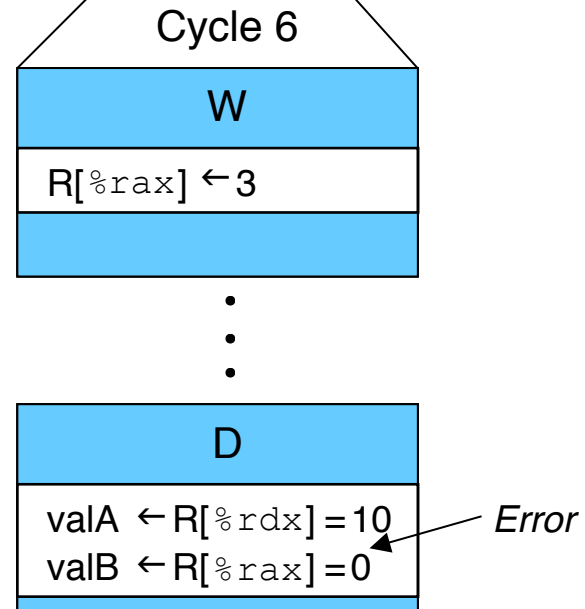 Cycle 6
W
R[%rax] ← 3
D
valA ← R[%rdx] = 10
valB ← R[%rax] = 0
Error